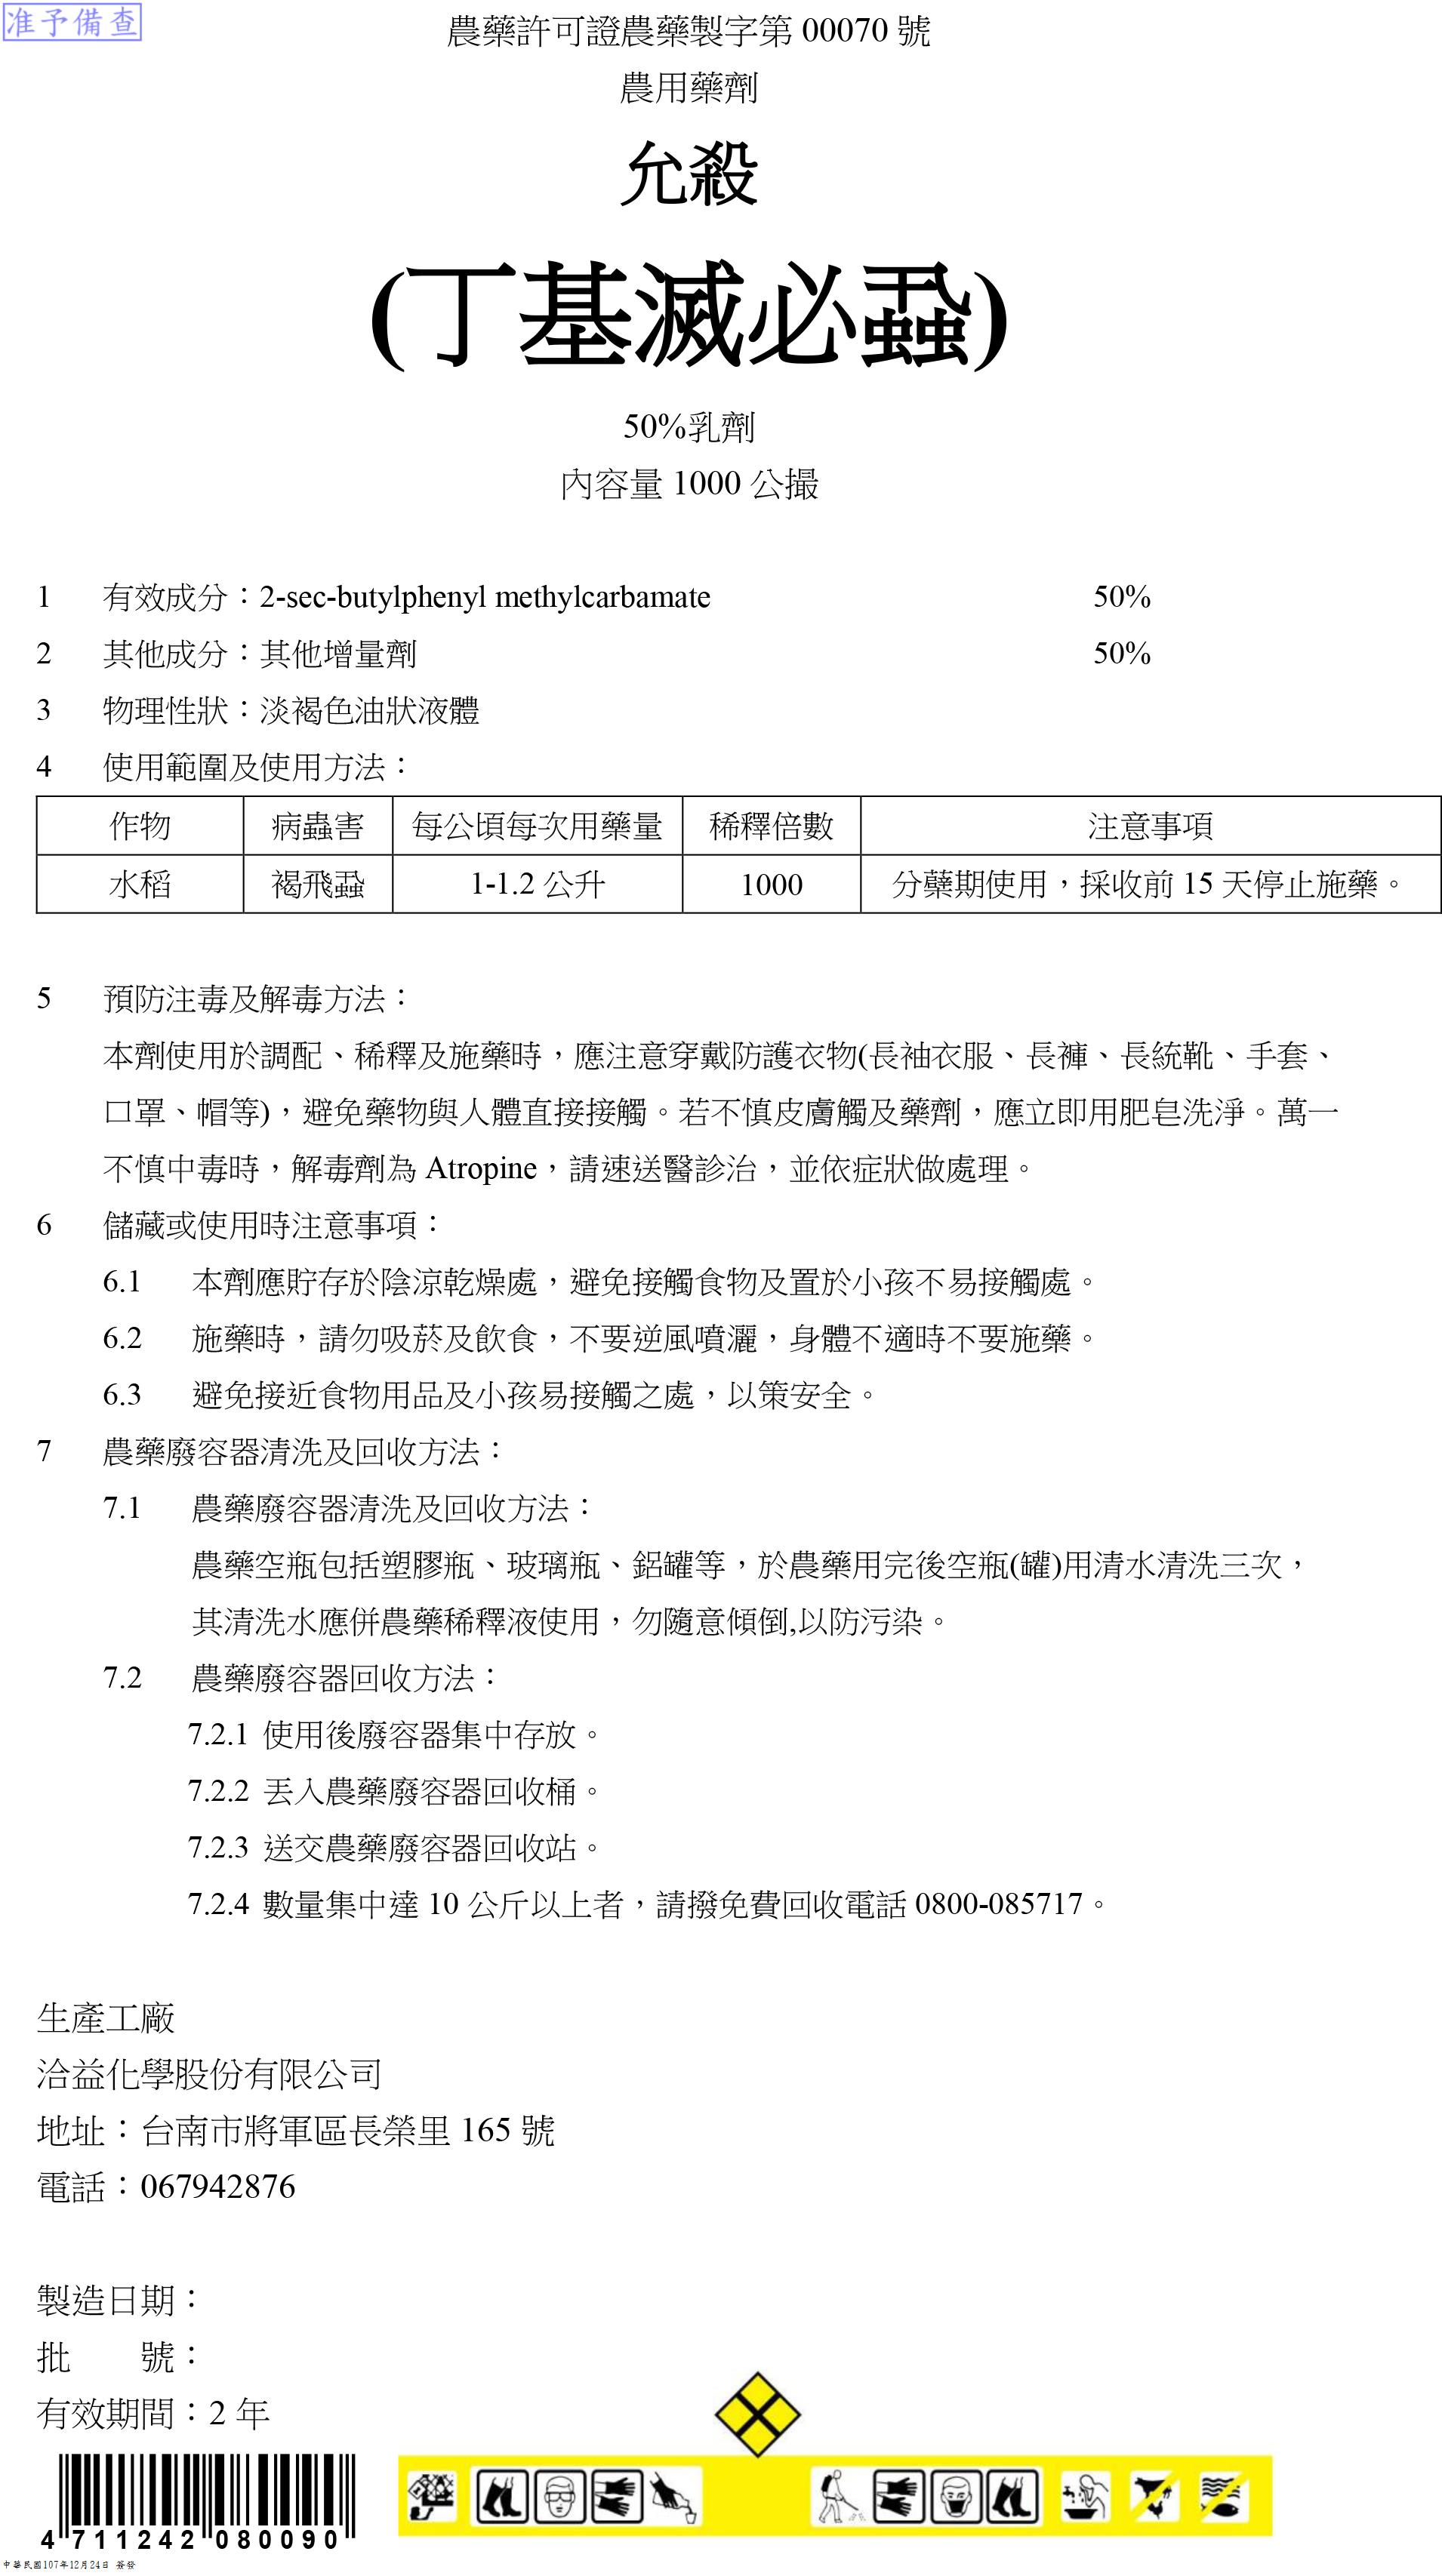 准予備查
農藥許可證農藥製字第 00070 號
農用藥劑
允殺
(丁基滅必蝨)
50%乳劑
內容量 1000 公撮
1 有效成分：2-sec-butylphenyl methylcarbamate 50%
2 其他成分：其他增量劑 50%
3 物理性狀：淡褐色油狀液體
4 使用範圍及使用方法：
作物 病蟲害 每公頃每次用藥量 稀釋倍數 注意事項
水稻 褐飛蝨 1-1.2 公升 1000 分蘗期使用，採收前 15 天停止施藥。
5 預防注毒及解毒方法：
本劑使用於調配、稀釋及施藥時，應注意穿戴防護衣物(長袖衣服、長褲、長統靴、手套、
口罩、帽等)，避免藥物與人體直接接觸。若不慎皮膚觸及藥劑，應立即用肥皂洗淨。萬一
不慎中毒時，解毒劑為 Atropine，請速送醫診治，並依症狀做處理。
6 儲藏或使用時注意事項：
6.1 本劑應貯存於陰涼乾燥處，避免接觸食物及置於小孩不易接觸處。
6.2 施藥時，請勿吸菸及飲食，不要逆風噴灑，身體不適時不要施藥。
6.3 避免接近食物用品及小孩易接觸之處，以策安全。
7 農藥廢容器清洗及回收方法：
7.1 農藥廢容器清洗及回收方法：
農藥空瓶包括塑膠瓶、玻璃瓶、鋁罐等，於農藥用完後空瓶(罐)用清水清洗三次，
其清洗水應併農藥稀釋液使用，勿隨意傾倒,以防污染。
7.2 農藥廢容器回收方法：
7.2.1 使用後廢容器集中存放。
7.2.2 丟入農藥廢容器回收桶。
7.2.3 送交農藥廢容器回收站。
7.2.4 數量集中達 10 公斤以上者，請撥免費回收電話 0800-085717。
生產工廠
洽益化學股份有限公司
地址：台南市將軍區長榮里 165 號
電話：067942876
製造日期：
批　　號：
有效期間：2 年
4 711242 080090
中華民國107年12月24日 簽發